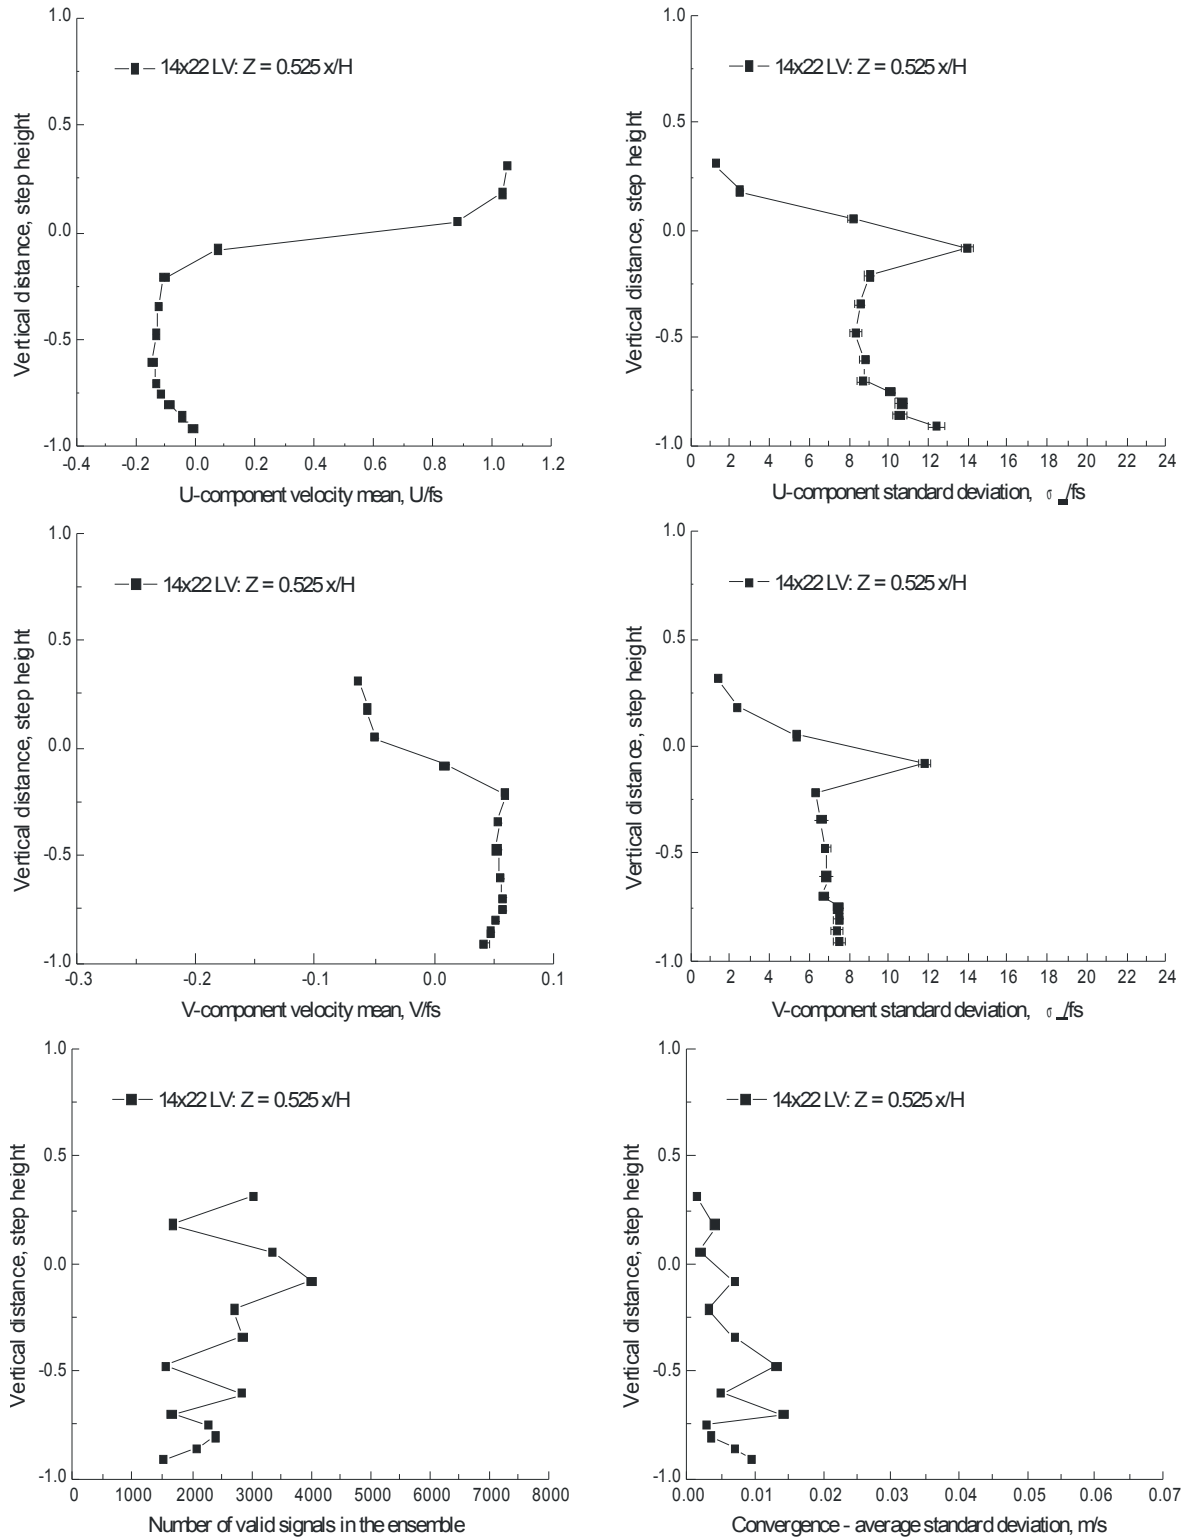 1.0
0.5
0.0
-0.5
-1.0
Vertical distance, step height
14x22 LV: Z = 0.525 x/H
-0.4 -0.2 0.0 0.2 0.4 0.6 0.8 1.0 1.2
U-component velocity mean, U/fs
1.0
0.5
0.0
-0.5
-1.0
Vertical distance, step height
14x22 LV: Z = 0.525 x/H
0 2 4 6 8 10 12 14 16 18 20 22 24
U-component standard deviation, σ_/fs
1.0
0.5
0.0
-0.5
-1.0
Vertical distance, step height
14x22 LV: Z = 0.525 x/H
-0.3 -0.2 -0.1 0.0 0.1
V-component velocity mean, V/fs
1.0
0.5
0.0
-0.5
-1.0
Vertical distance, step height
14x22 LV: Z = 0.525 x/H
0 2 4 6 8 10 12 14 16 18 20 22 24
V-component standard deviation, σ_/fs
1.0
0.5
0.0
-0.5
-1.0
Vertical distance, step height
14x22 LV: Z = 0.525 x/H
0 1000 2000 3000 4000 5000 6000 7000 8000
Number of valid signals in the ensemble
1.0
0.5
0.0
-0.5
-1.0
Vertical distance, step height
14x22 LV: Z = 0.525 x/H
0.00 0.01 0.02 0.03 0.04 0.05 0.06 0.07
Convergence - average standard deviation, m/s